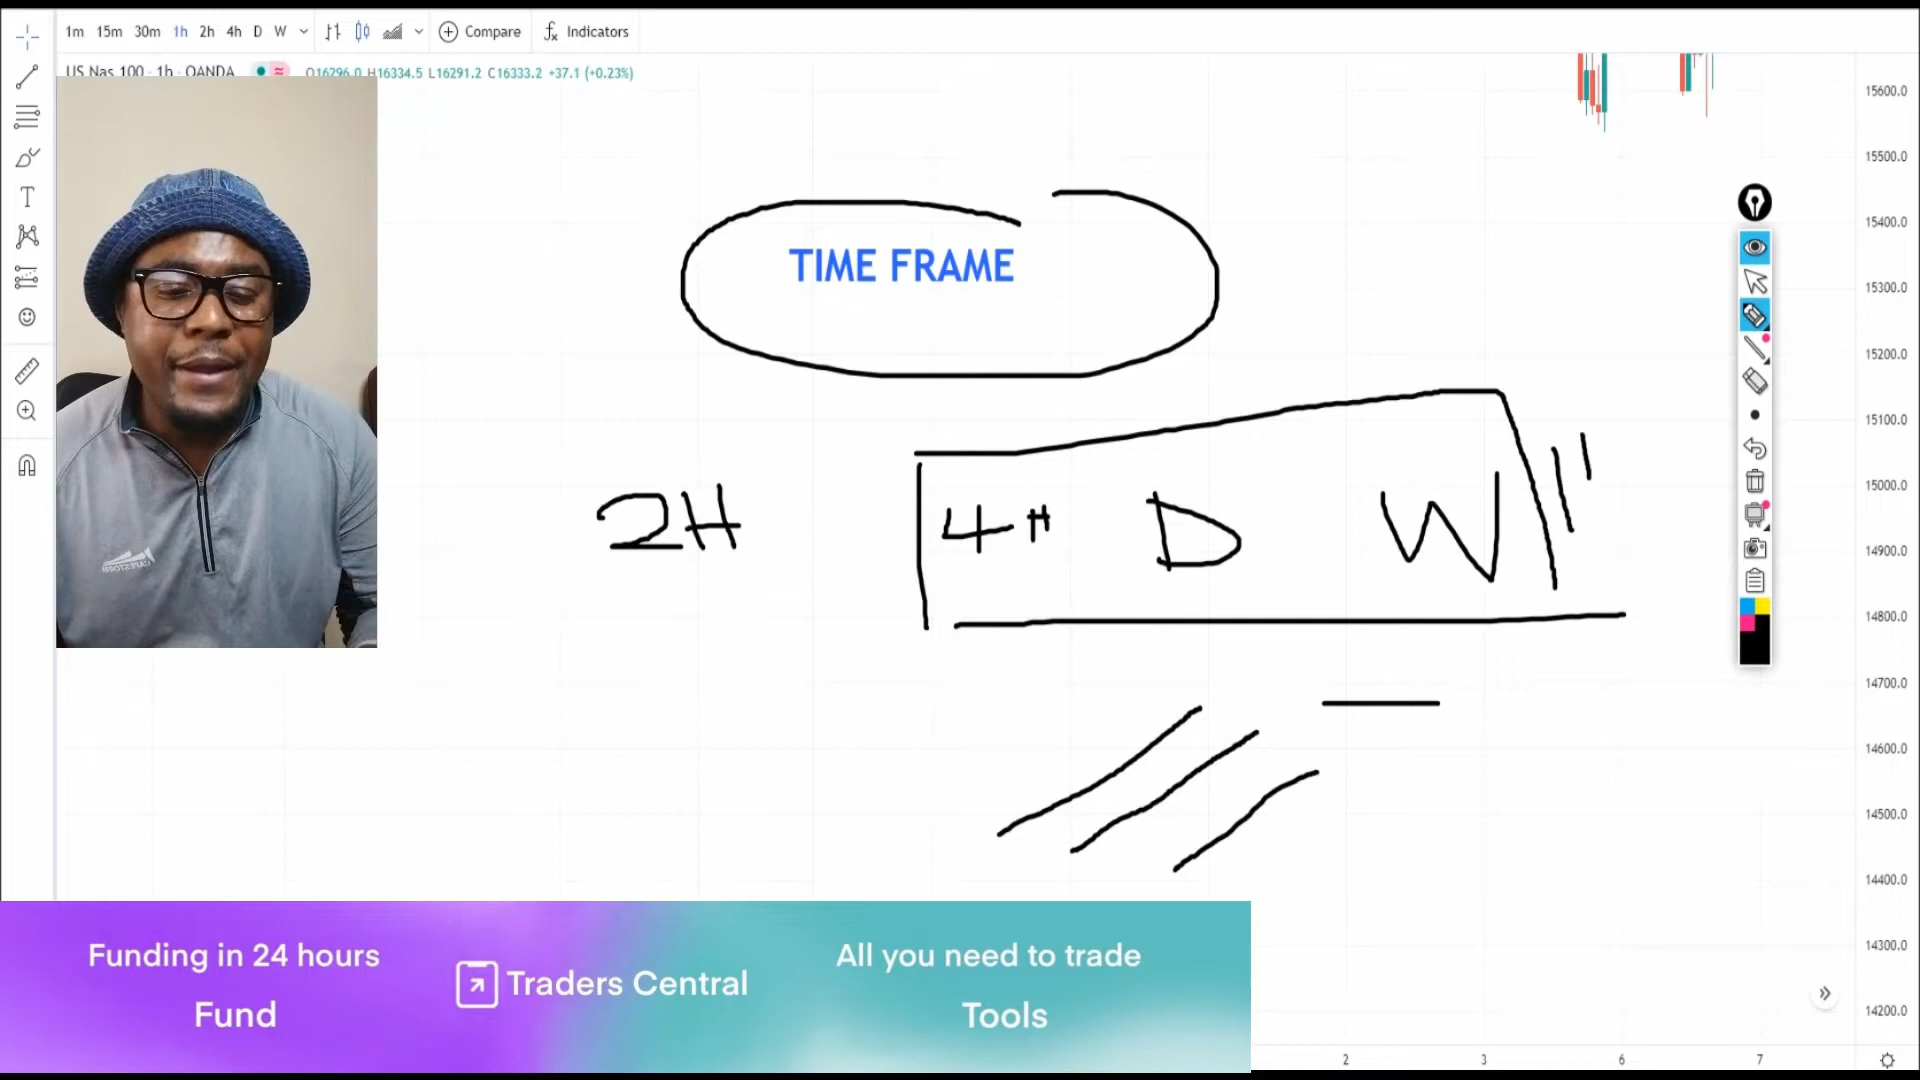 1m 15m 30m 1h 2h 4h D W Compare Indicators
US Nas 100 · 1h · OANDA O16296.0 H16334.5 L16291.2 C16333.2 +37.1 (+0.23%)
15600.0
15500.0
15400.0
TIME FRAME
15300.0
15200.0
15100.0
15000.0
2H 4H D W
14900.0
14800.0
14700.0
14600.0
14500.0
14400.0
14300.0
14200.0
Funding in 24 hours
Fund
Traders Central
All you need to trade
Tools
2 3 6 7